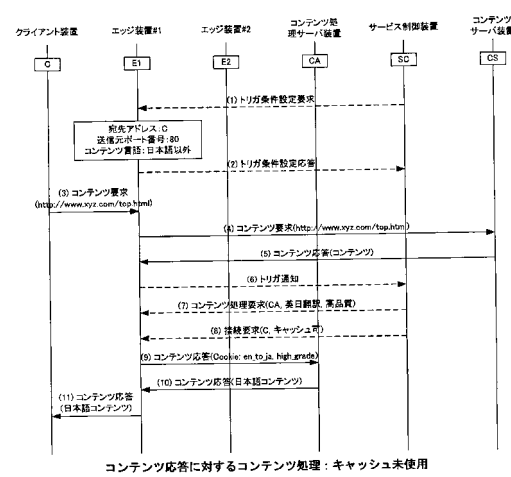 クライアント装置
エッジ装置#1
エッジ装置#2
コンテンツ処
理サーバ装置
サービス制御装置
コンテンツ
サーバ装置
C
E1
E2
CA
SC
CS
(1)トリガ条件設定要求
宛先アドレス:C
送信元ポート番号:80
コンテンツ言語:日本語以外
(2)トリガ条件設定応答
(3)コンテンツ要求
(http://www.xyz.com/top.html)
(4)コンテンツ要求(http://www.xyz.com/top.html)
(5)コンテンツ応答(コンテンツ)
(6)トリガ通知
(7)コンテンツ処理要求(CA, 英日翻訳, 高品質)
(8)接続要求(C, キャッシュ可)
(9)コンテンツ応答(Cookie: en_to_ja, high_grade)
(10)コンテンツ応答(日本語コンテンツ)
(11)コンテンツ応答
(日本語コンテンツ)
コンテンツ応答に対するコンテンツ処理:キャッシュ未使用